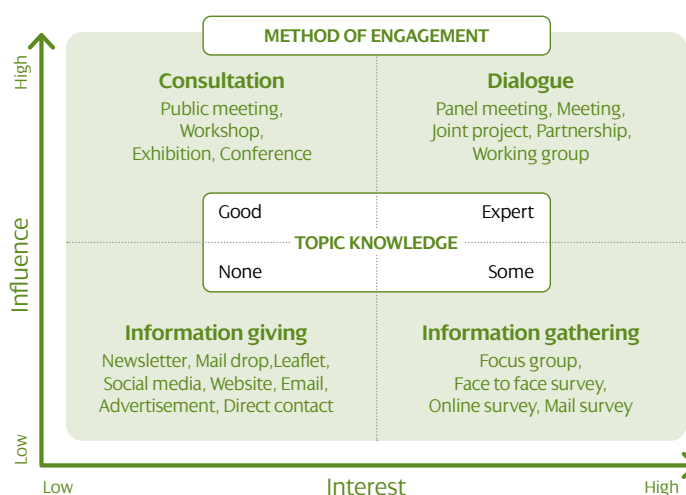 METHOD OF ENGAGEMENT
High
Consultation
Public meeting,
Workshop,
Exhibition, Conference
Dialogue
Panel meeting, Meeting,
Joint project, Partnership,
Working group
Good
Expert
Influence
TOPIC KNOWLEDGE
None
Some
Information giving
Newsletter, Mail drop,Leaflet,
Social media, Website, Email,
Advertisement, Direct contact
Information gathering
Focus group,
Face to face survey,
Online survey, Mail survey
Low
Low
Interest
High